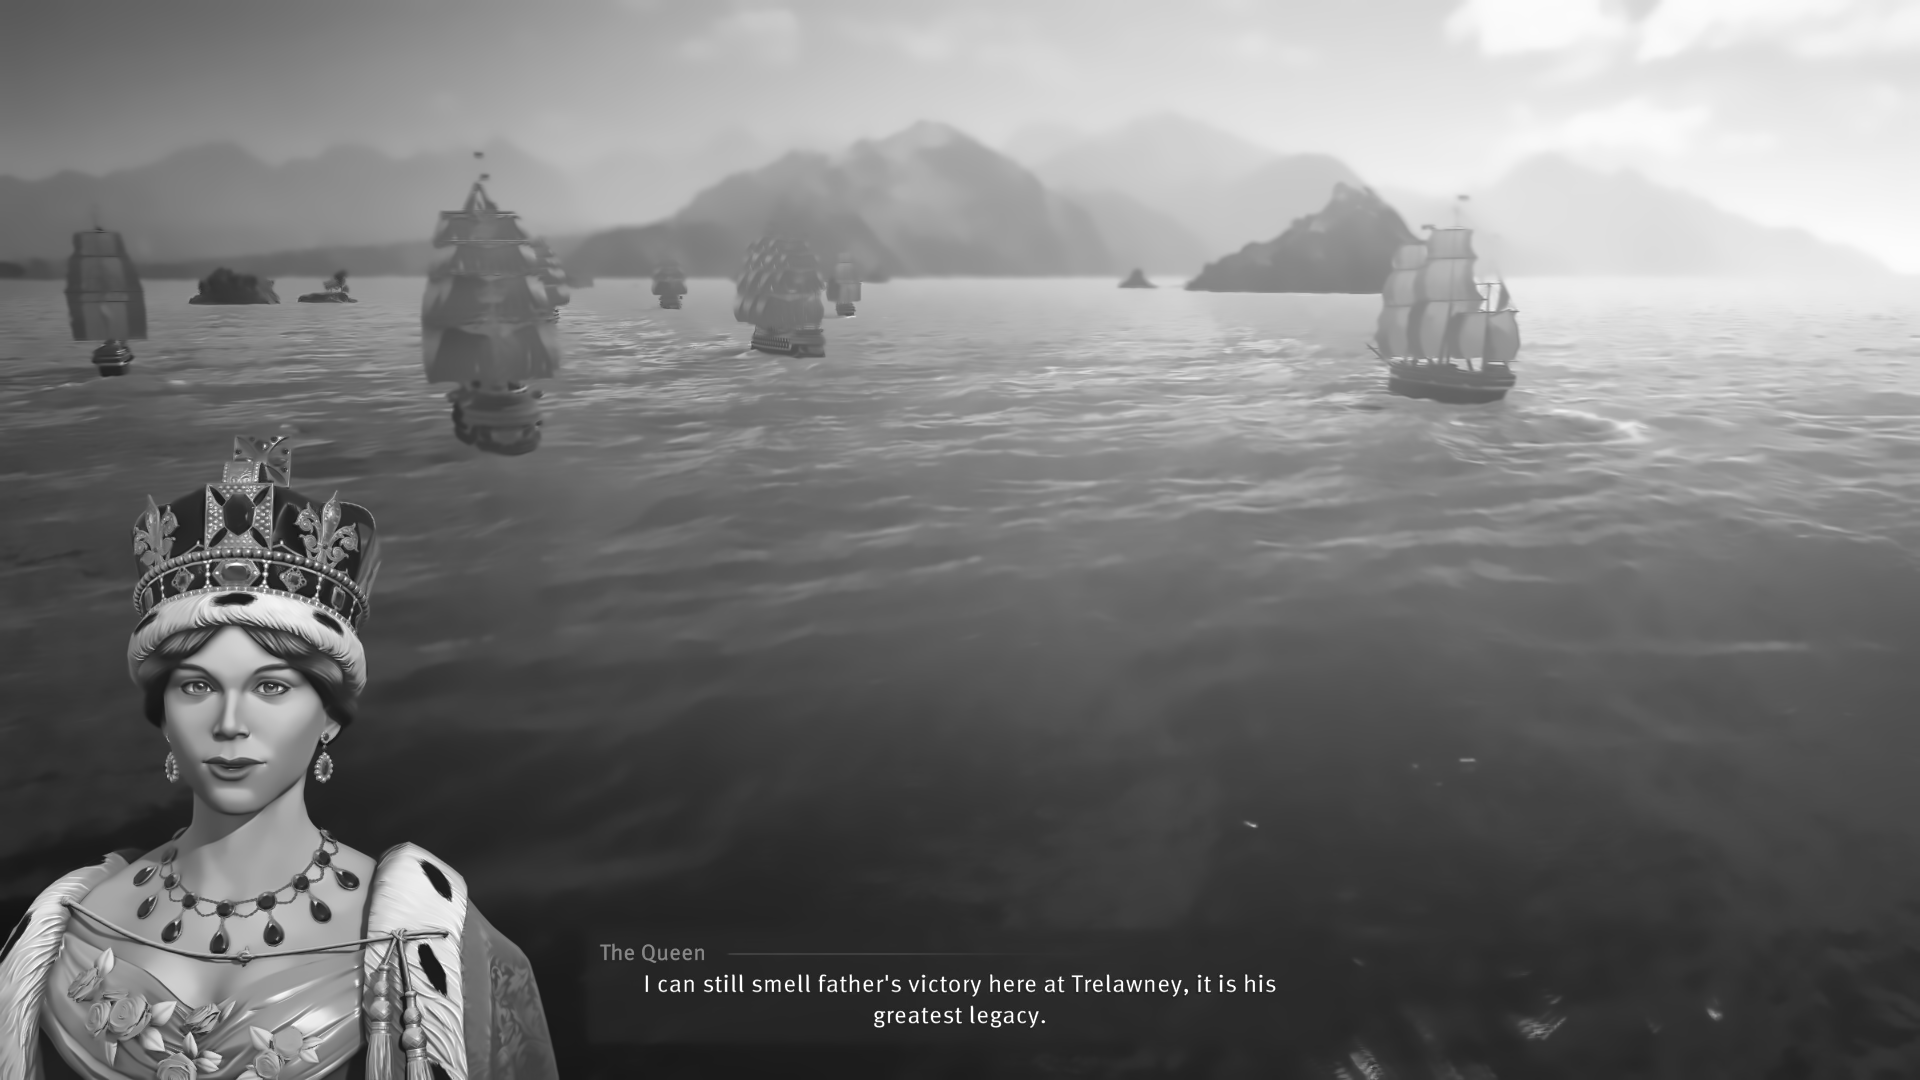 The Queen
I can still smell father's victory here at Trelawney, it is his
greatest legacy.